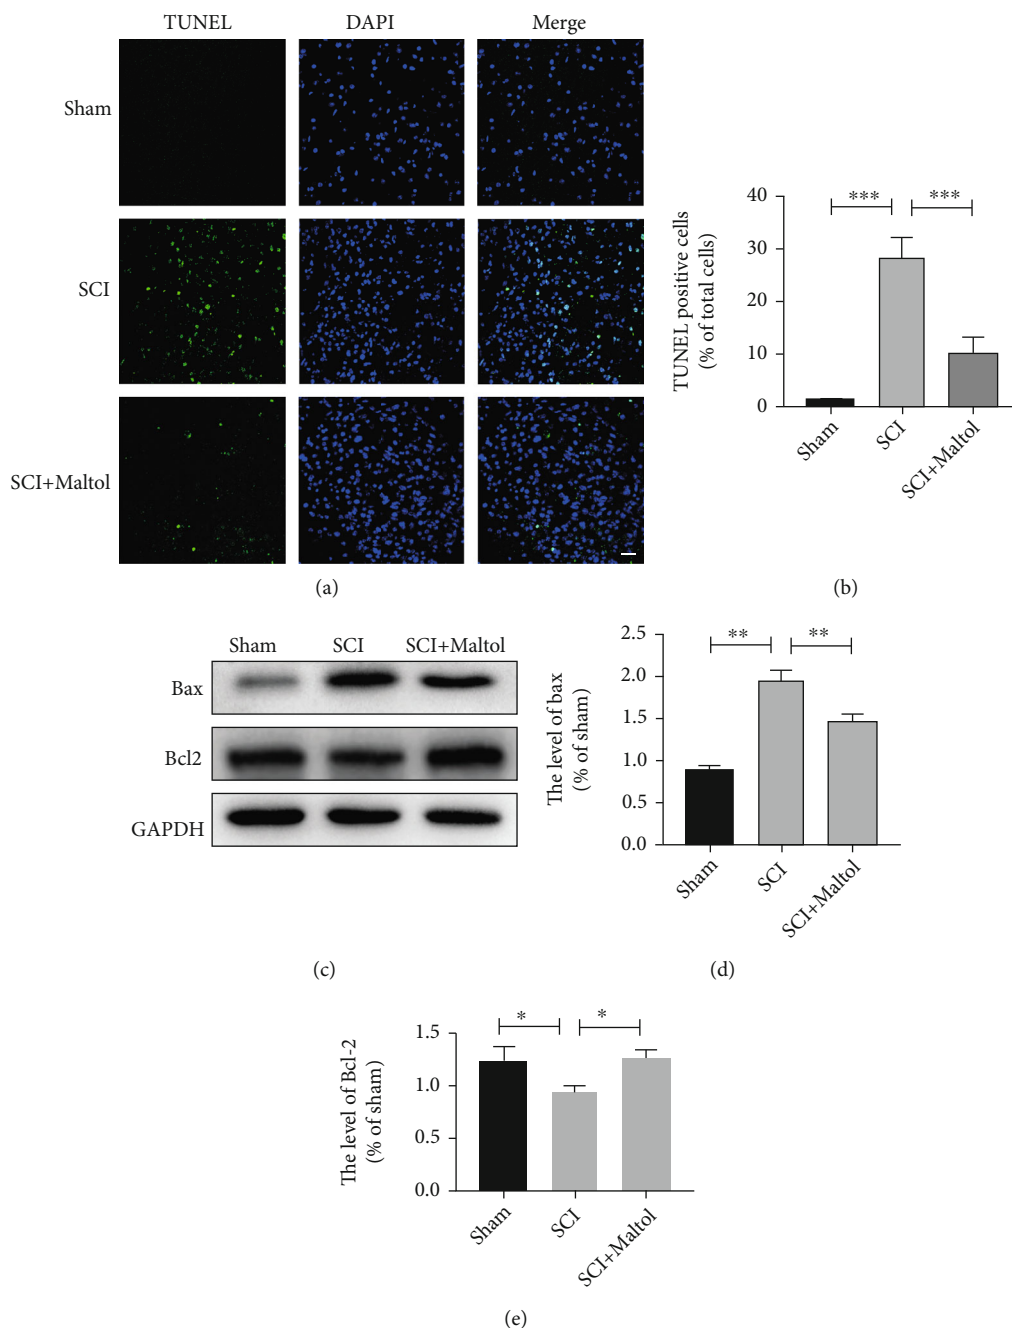 TUNEL DAPI Merge
Sham
SCI
SCI+Maltol
(a)
TUNEL positive cells
(% of total cells)
40
30
20
10
0
*** ***
Sham SCI SCI+Maltol
(b)
Sham SCI SCI+Maltol
Bax
Bcl2
GAPDH
(c)
The level of bax
(% of sham)
2.5
2.0
1.5
1.0
0.5
0.0
** **
Sham SCI SCI+Maltol
(d)
The level of Bcl-2
(% of sham)
1.5
1.0
0.5
0.0
* *
Sham SCI SCI+Maltol
(e)